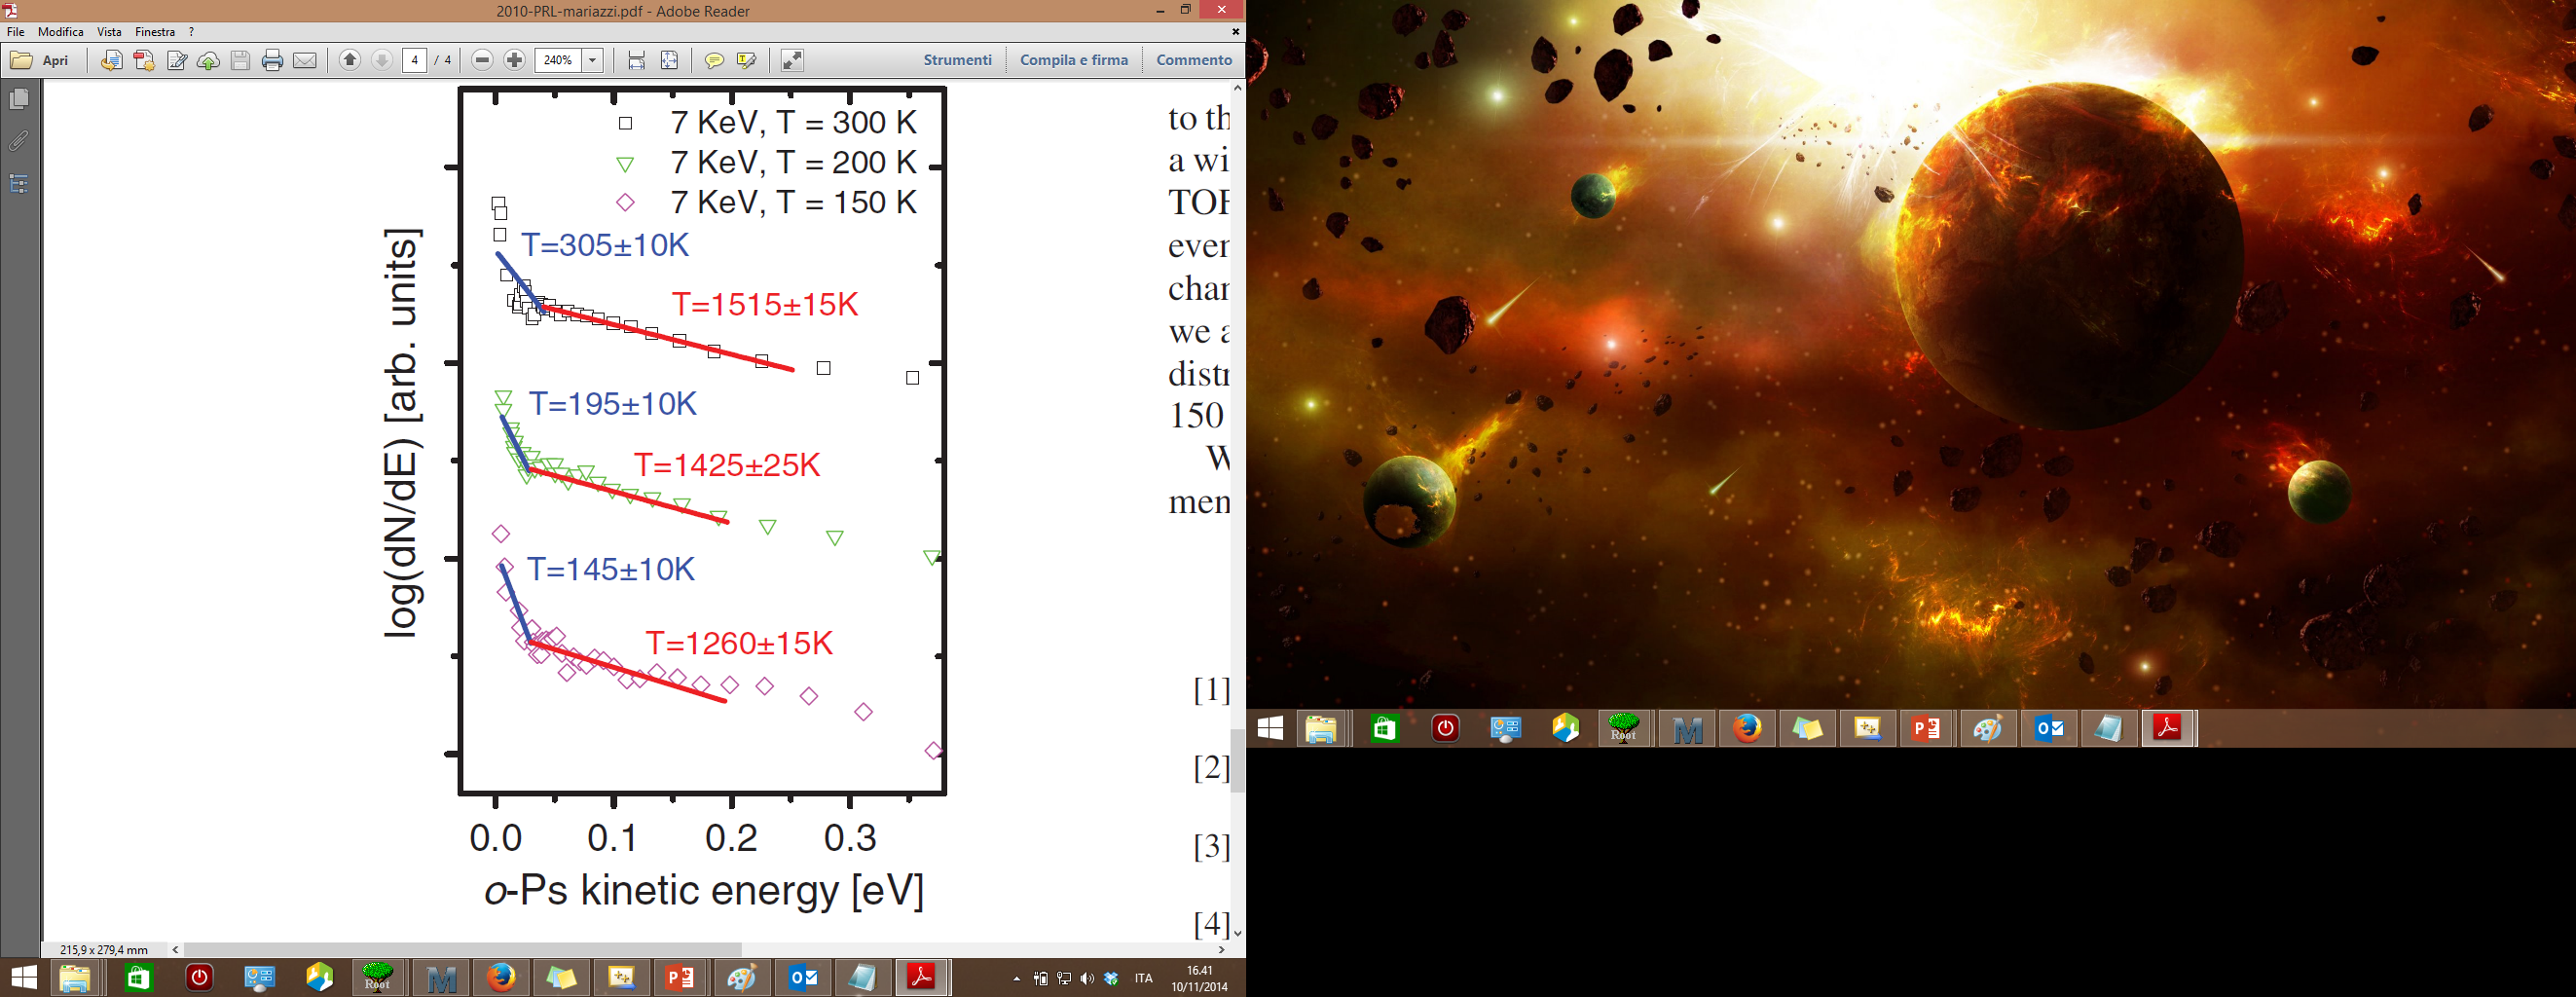 2010-PRL-mariazzi.pdf - Adobe Reader
File Modifica Vista Finestra ?
Apri 4 / 4 240% Strumenti Compila e firma Commento
7 KeV, T = 300 K
7 KeV, T = 200 K
7 KeV, T = 150 K
T=305±10K
T=1515±15K
T=195±10K
T=1425±25K
T=145±10K
T=1260±15K
log(dN/dE) [arb. units]
0.0 0.1 0.2 0.3
o-Ps kinetic energy [eV]
to th
a wi
TOF
even
char
we a
distr
150
W
men
[1]
[2]
[3]
[4]
215,9 x 279,4 mm
Root
ITA
16.41
10/11/2014
Root